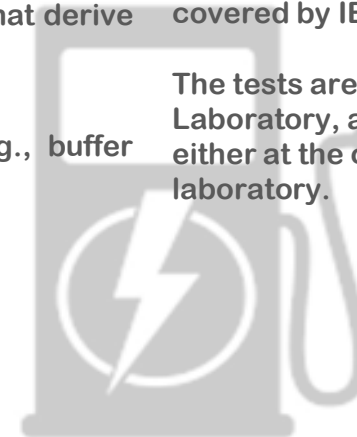 hat derive
g., buffer
covered by IE
The tests are
Laboratory, a
either at the c
laboratory.